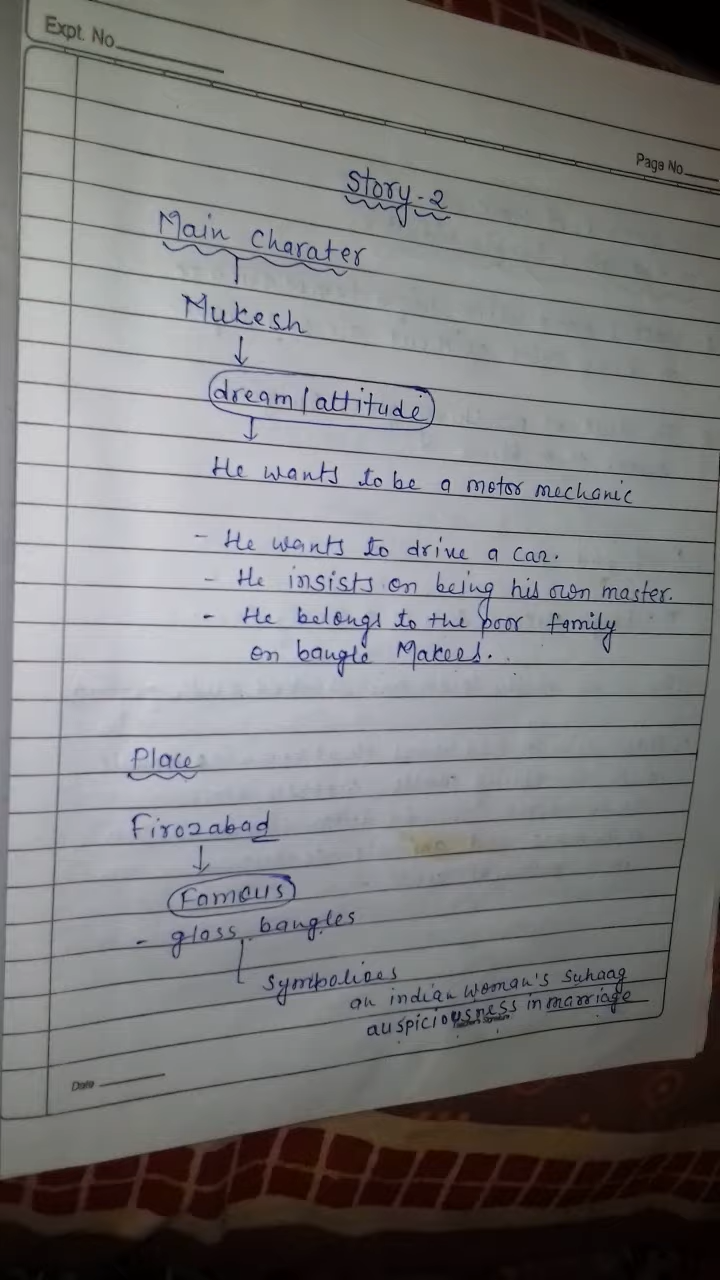 Expt. No.
Page No.
Story-2
Main Charater
Mukesh
dream/attitude
He wants to be a motor mechanic
- He wants to drive a car.
- He insists on being his own master.
- He belongs to the poor family
on bangle Makees.
Place
Firozabad
Famous
- glass bangles
symbolises
an indian woman's suhaag
auspiciousness in marriage
Date